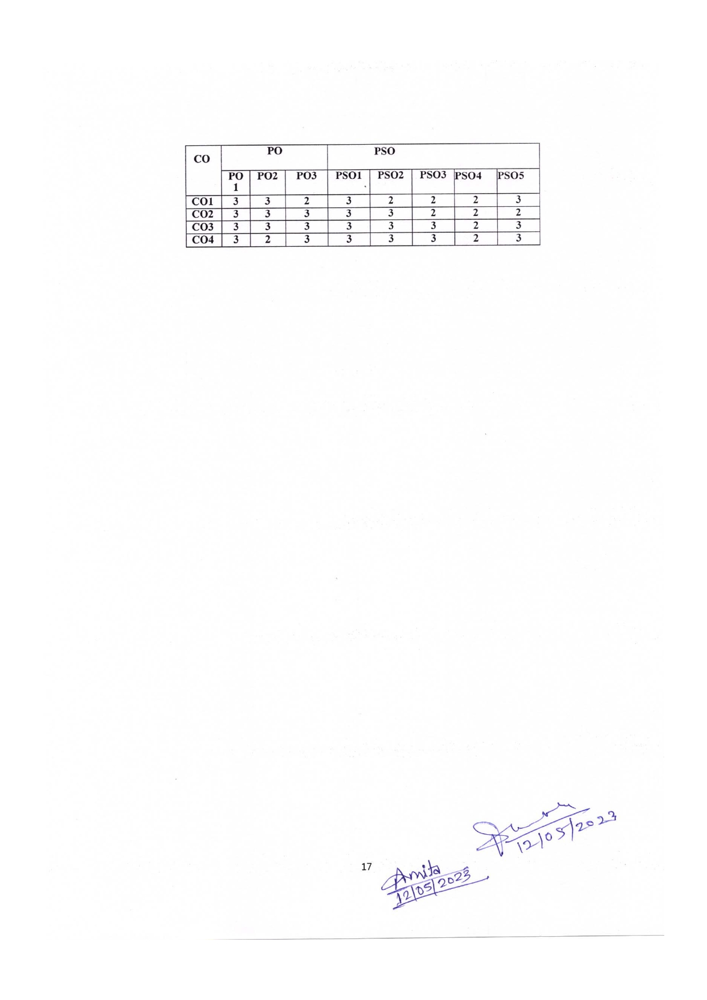 CO PO PSO
PO 1 PO2 PO3 PSO1 PSO2 PSO3 PSO4 PSO5
CO1 3 3 2 3 2 2 2 3
CO2 3 3 3 3 3 2 2 2
CO3 3 3 3 3 3 3 2 3
CO4 3 2 3 3 3 3 2 3
12/05/2023
17
Amita
12/05/2023